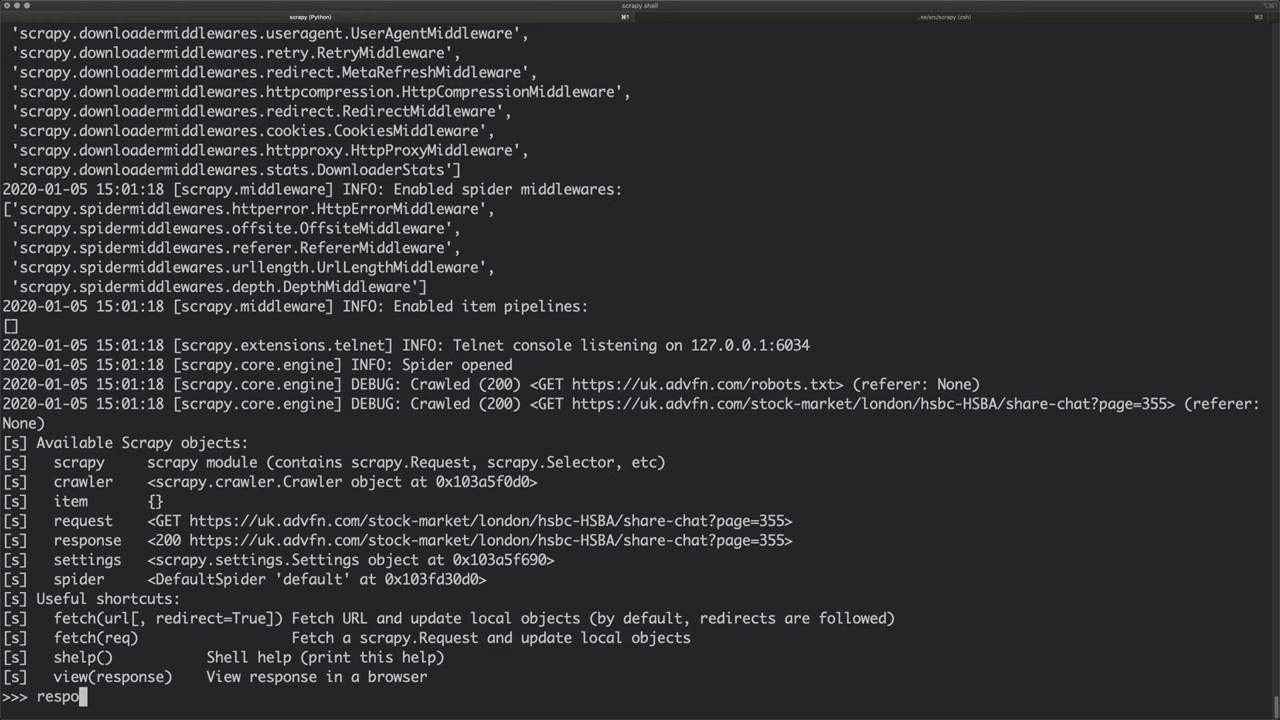 scrapy shell
scrapy (Python) ⌘1 ..se/src/scrapy (zsh) ⌘2
'scrapy.downloadermiddlewares.useragent.UserAgentMiddleware',
'scrapy.downloadermiddlewares.retry.RetryMiddleware',
'scrapy.downloadermiddlewares.redirect.MetaRefreshMiddleware',
'scrapy.downloadermiddlewares.httpcompression.HttpCompressionMiddleware',
'scrapy.downloadermiddlewares.redirect.RedirectMiddleware',
'scrapy.downloadermiddlewares.cookies.CookiesMiddleware',
'scrapy.downloadermiddlewares.httpproxy.HttpProxyMiddleware',
'scrapy.downloadermiddlewares.stats.DownloaderStats']
2020-01-05 15:01:18 [scrapy.middleware] INFO: Enabled spider middlewares:
['scrapy.spidermiddlewares.httperror.HttpErrorMiddleware',
'scrapy.spidermiddlewares.offsite.OffsiteMiddleware',
'scrapy.spidermiddlewares.referer.RefererMiddleware',
'scrapy.spidermiddlewares.urllength.UrlLengthMiddleware',
'scrapy.spidermiddlewares.depth.DepthMiddleware']
2020-01-05 15:01:18 [scrapy.middleware] INFO: Enabled item pipelines:
[]
2020-01-05 15:01:18 [scrapy.extensions.telnet] INFO: Telnet console listening on 127.0.0.1:6034
2020-01-05 15:01:18 [scrapy.core.engine] INFO: Spider opened
2020-01-05 15:01:18 [scrapy.core.engine] DEBUG: Crawled (200) <GET https://uk.advfn.com/robots.txt> (referer: None)
2020-01-05 15:01:18 [scrapy.core.engine] DEBUG: Crawled (200) <GET https://uk.advfn.com/stock-market/london/hsbc-HSBA/share-chat?page=355> (referer:
None)
[s] Available Scrapy objects:
[s]   scrapy     scrapy module (contains scrapy.Request, scrapy.Selector, etc)
[s]   crawler    <scrapy.crawler.Crawler object at 0x103a5f0d0>
[s]   item       {}
[s]   request    <GET https://uk.advfn.com/stock-market/london/hsbc-HSBA/share-chat?page=355>
[s]   response   <200 https://uk.advfn.com/stock-market/london/hsbc-HSBA/share-chat?page=355>
[s]   settings   <scrapy.settings.Settings object at 0x103a5f690>
[s]   spider     <DefaultSpider 'default' at 0x103fd30d0>
[s] Useful shortcuts:
[s]   fetch(url[, redirect=True]) Fetch URL and update local objects (by default, redirects are followed)
[s]   fetch(req)                  Fetch a scrapy.Request and update local objects
[s]   shelp()           Shell help (print this help)
[s]   view(response)    View response in a browser
>>> respo